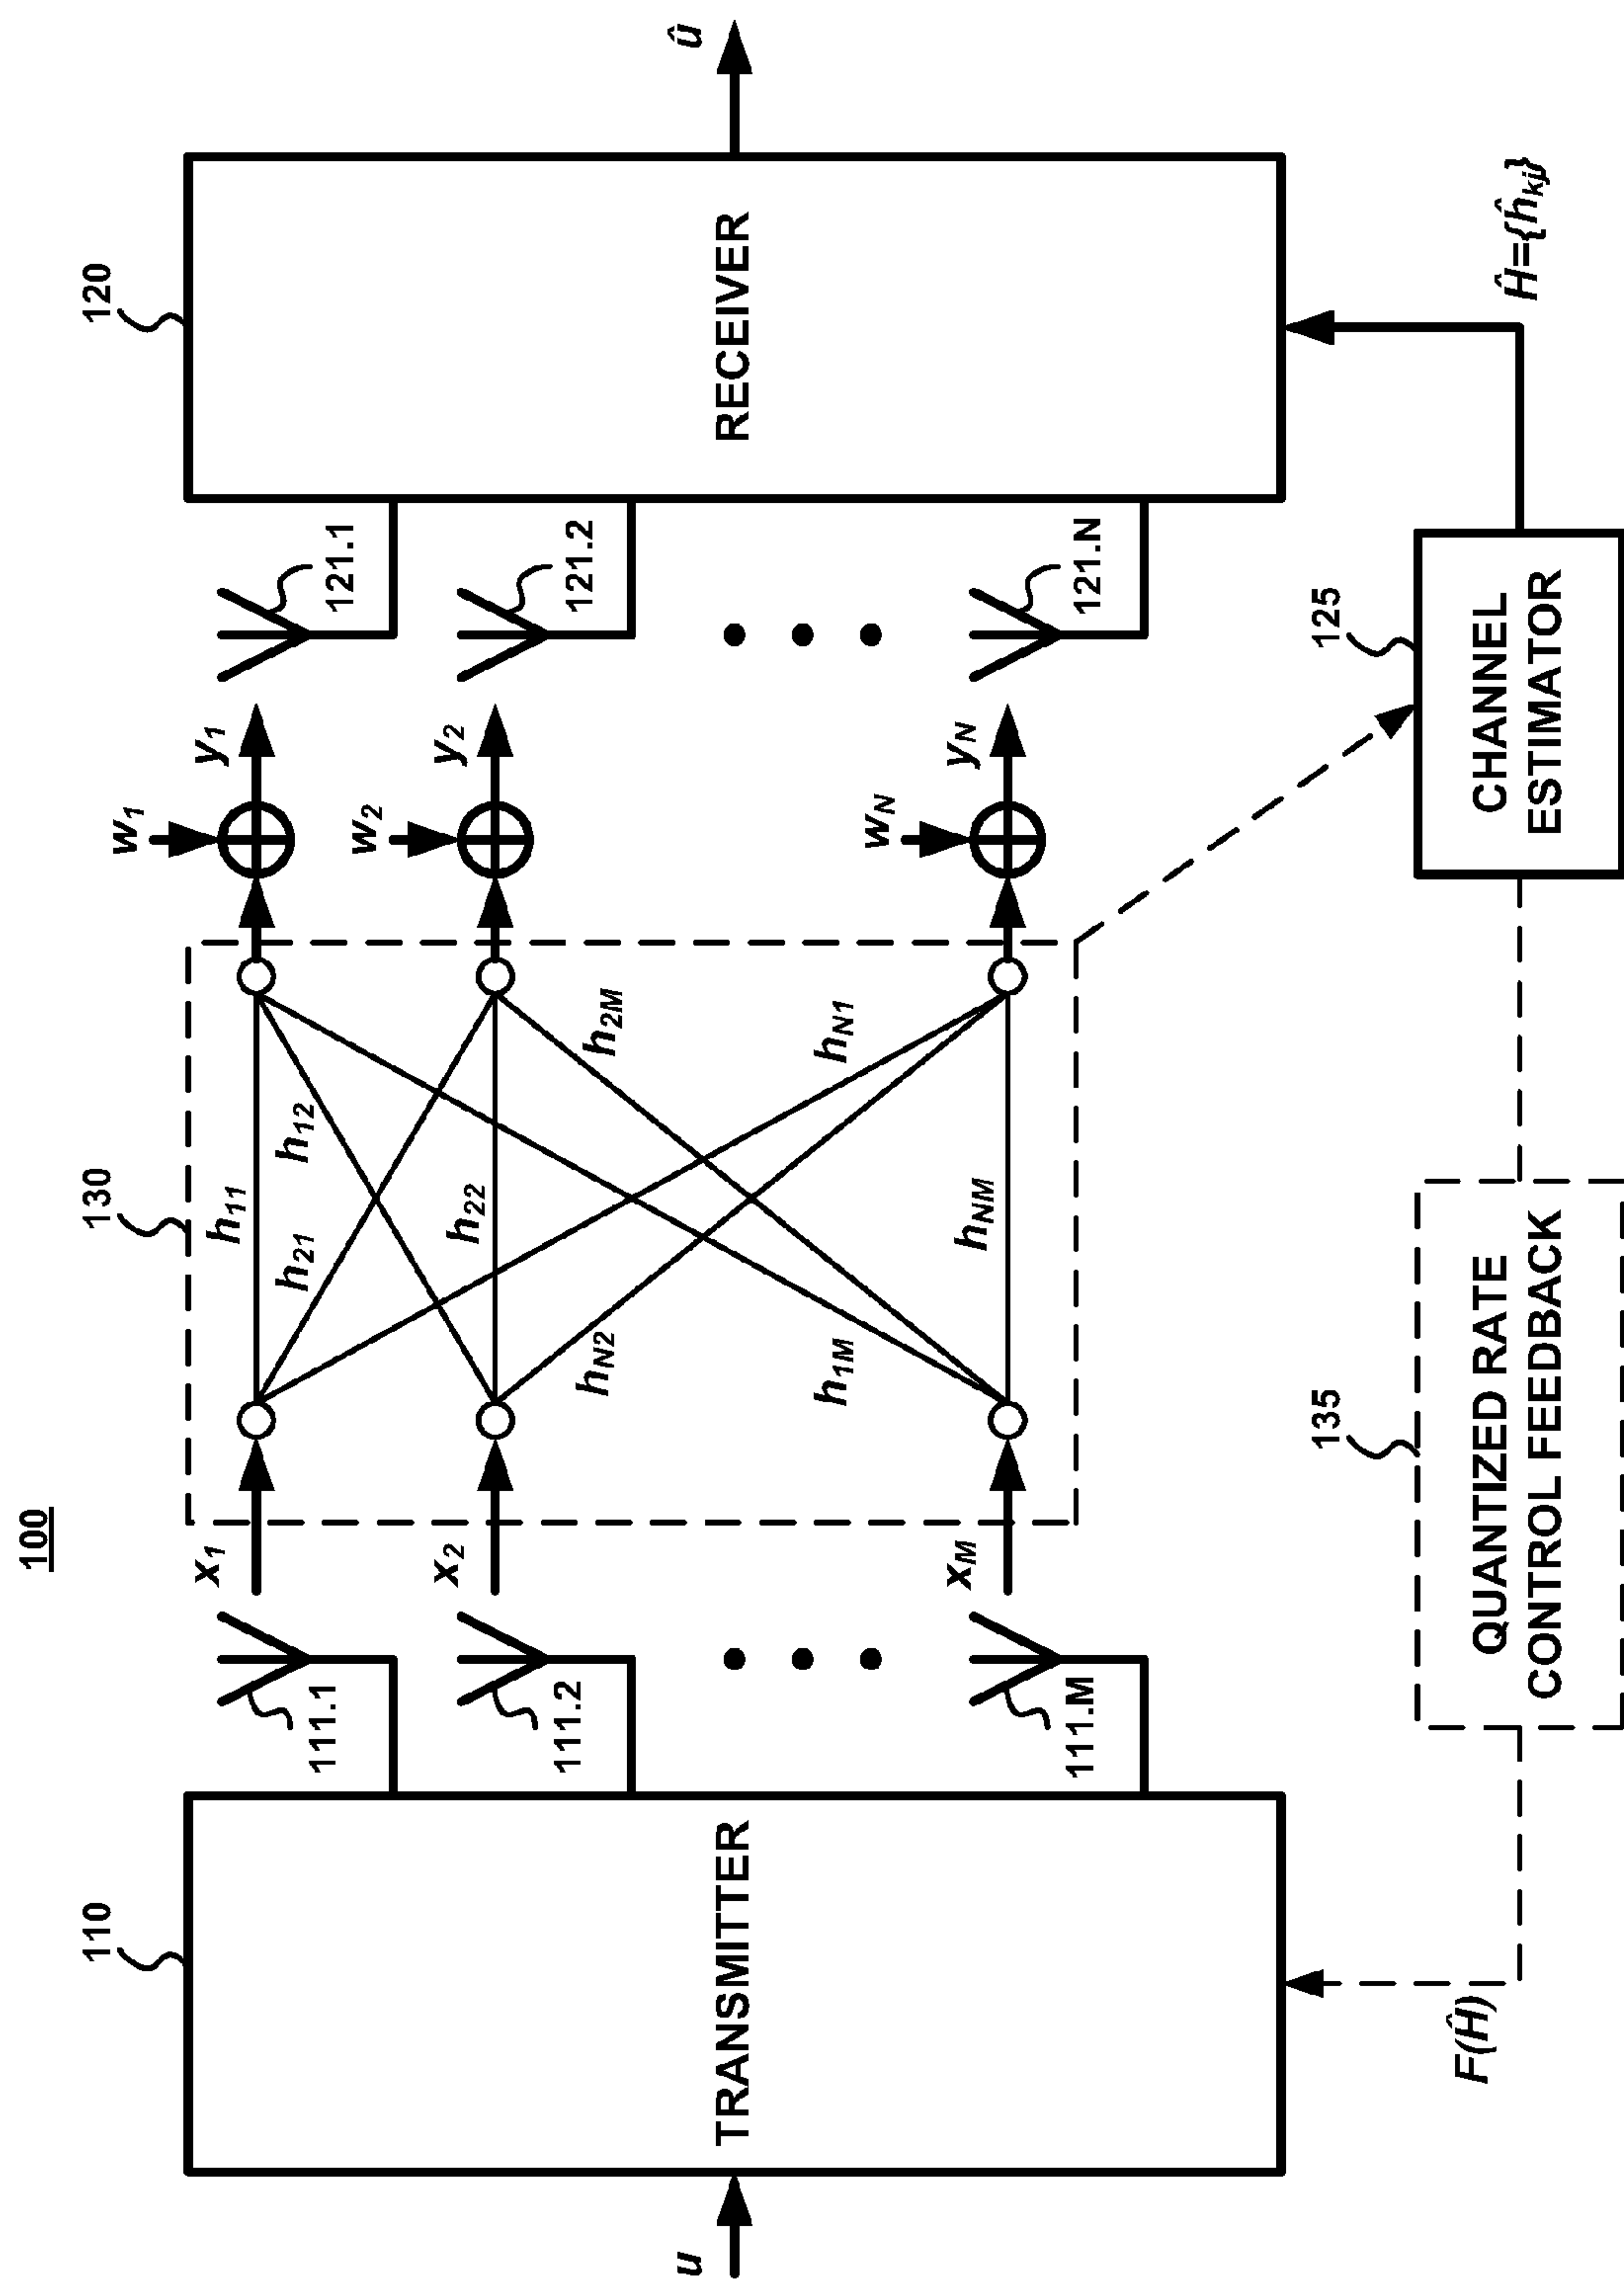 100
110
130
120
u
TRANSMITTER
111.1
111.2
111.M
x1
x2
xM
h11
h12
h21
h22
h2M
hN2
hN1
h1M
hNM
w1
w2
wN
y1
y2
yN
121.1
121.2
121.N
RECEIVER
û
F(Ĥ)
135
QUANTIZED RATE
CONTROL FEEDBACK
125
CHANNEL
ESTIMATOR
Ĥ={ĥkj}